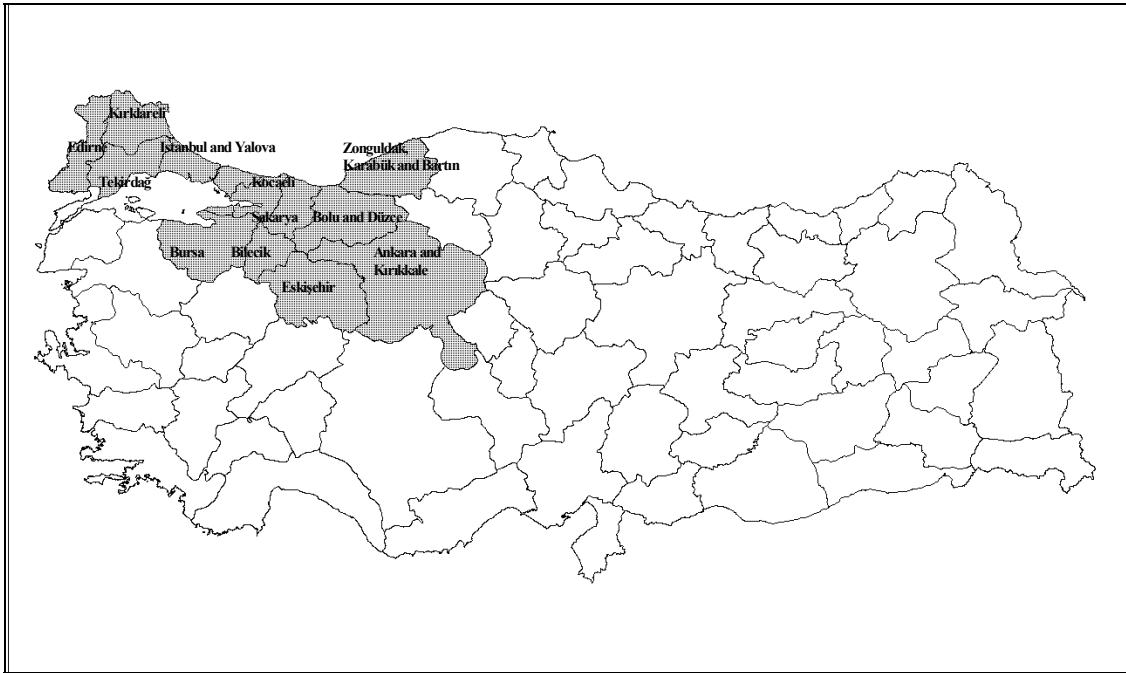 Kırklareli
Edirne
Istanbul and Yalova
Zonguldak,
Karabük and Bartın
Tekirdağ
Kocaeli
Sakarya
Bolu and Düzce
Bursa
Bilecik
Ankara and
Kırıkkale
Eskişehir